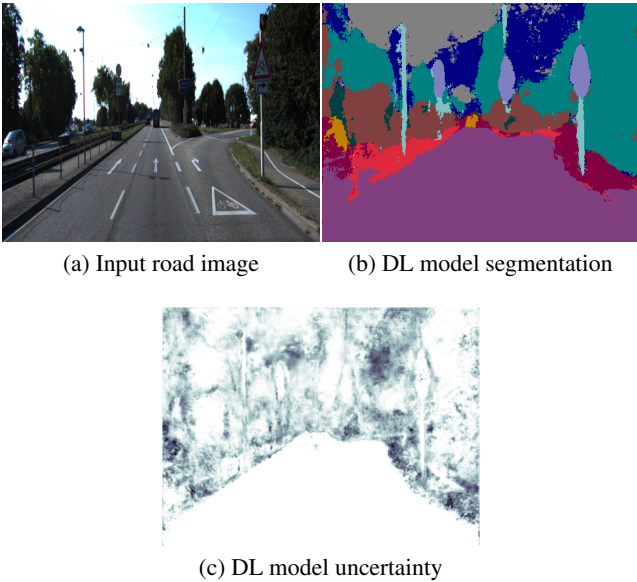 (a) Input road image
(b) DL model segmentation
(c) DL model uncertainty